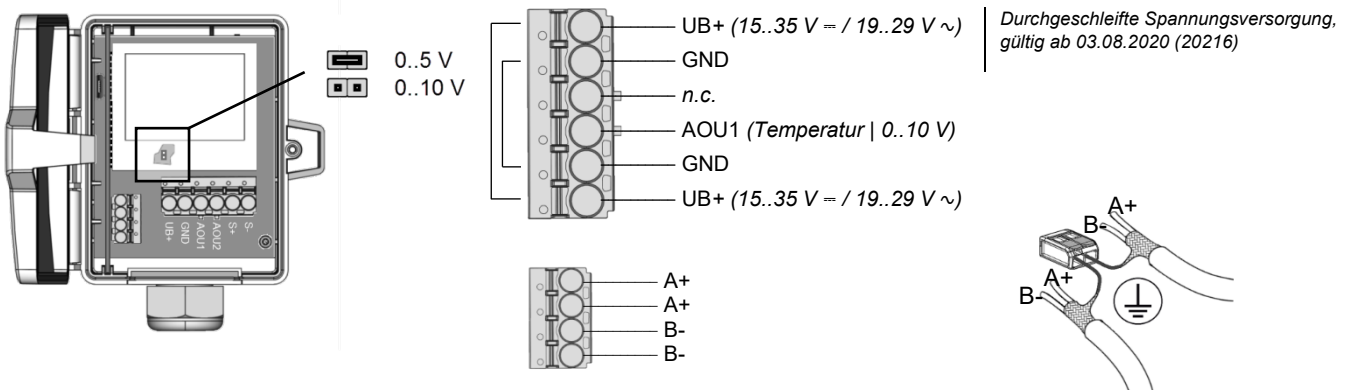 0..5 V
0..10 V
UB+
GND
AOU1
AOU2
S+
S-
UB+ (15..35 V ⎓ / 19..29 V ∿)
GND
n.c.
AOU1 (Temperatur | 0..10 V)
GND
UB+ (15..35 V ⎓ / 19..29 V ∿)
A+
A+
B-
B-
Durchgeschleifte Spannungsversorgung,
gültig ab 03.08.2020 (20216)
A+
B-
A+
B-